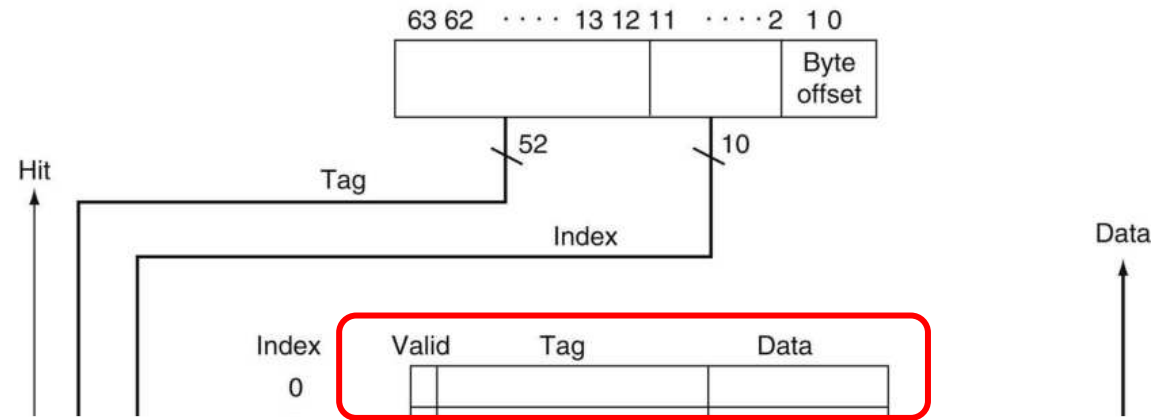 63 62 · · · · 13 12 11 · · · · 2 1 0
Byte
offset
52 10
Hit
Tag
Index
Data
Index Valid Tag Data
0